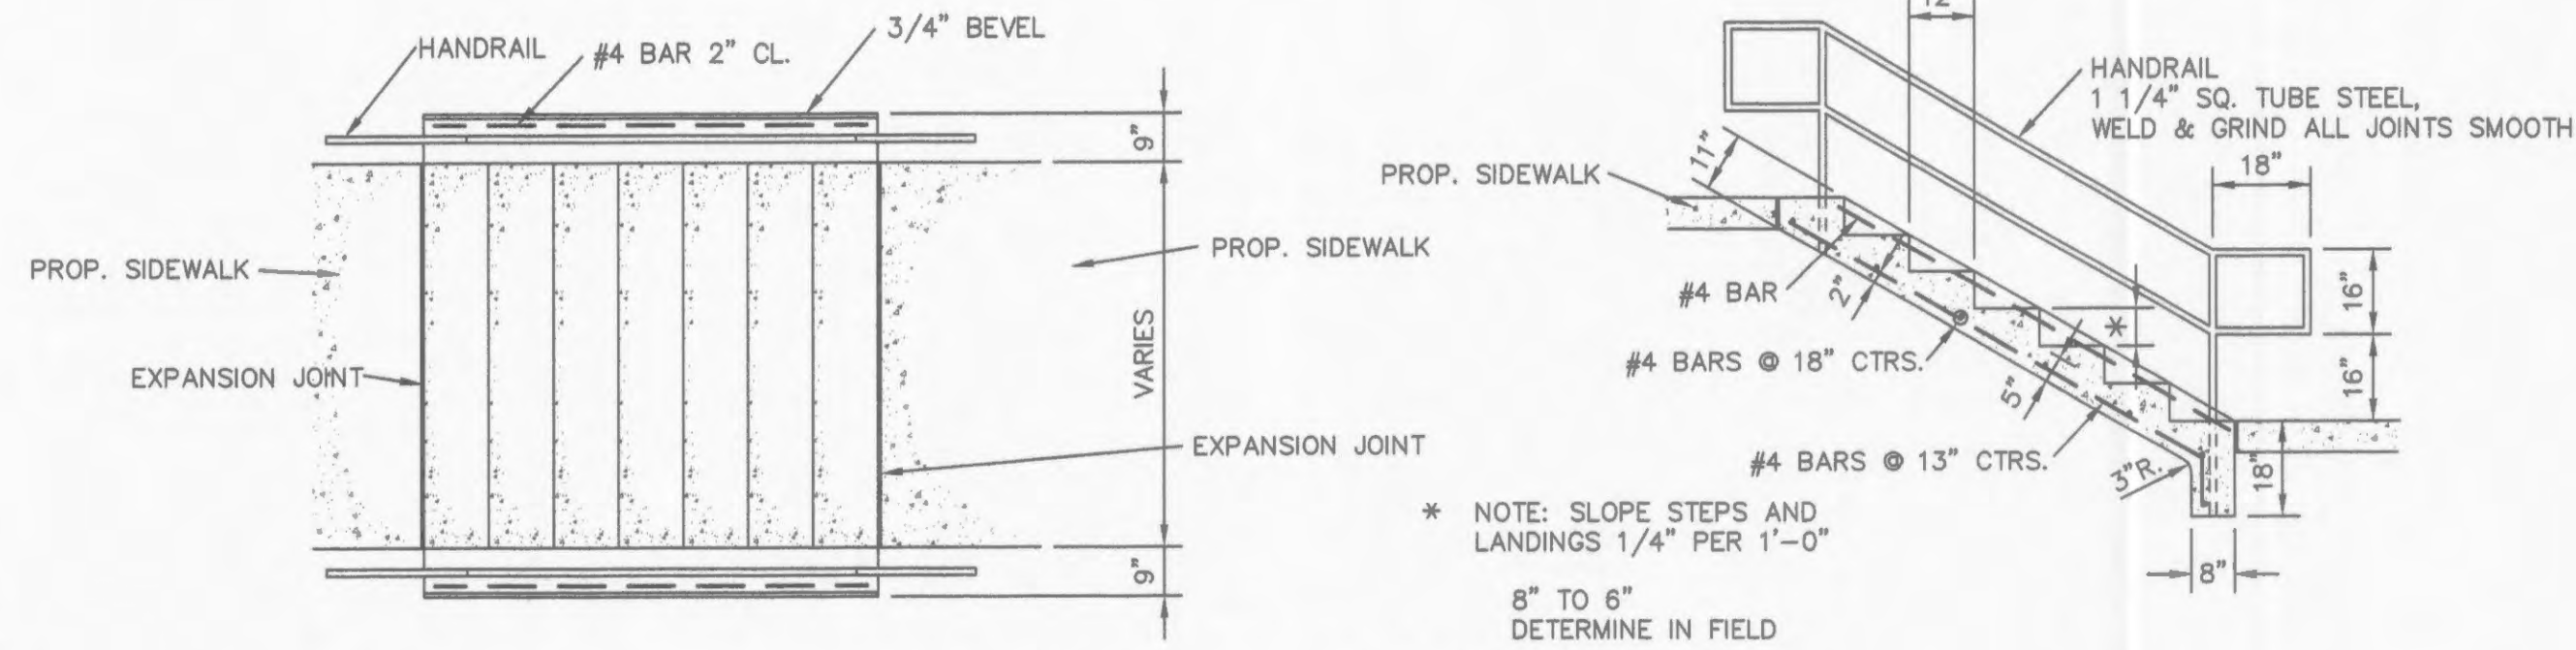 HANDRAIL
#4 BAR 2" CL.
3/4" BEVEL
9"
PROP. SIDEWALK
PROP. SIDEWALK
VARIES
EXPANSION JOINT
EXPANSION JOINT
9"
12
HANDRAIL
1 1/4" SQ. TUBE STEEL,
WELD & GRIND ALL JOINTS SMOOTH
18"
11"
PROP. SIDEWALK
#4 BAR
2"
16"
*
#4 BARS @ 18" CTRS.
5"
16"
#4 BARS @ 13" CTRS.
3"R.
18"
8"
* NOTE: SLOPE STEPS AND
LANDINGS 1/4" PER 1'-0"
8" TO 6"
DETERMINE IN FIELD